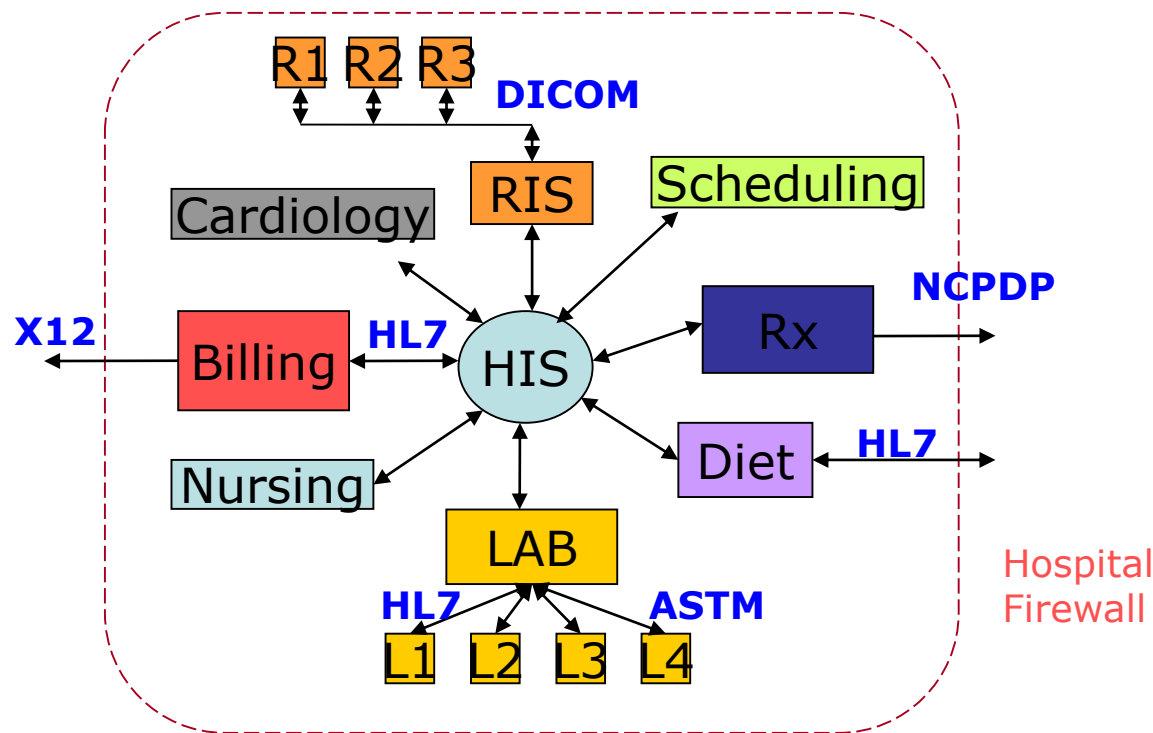 R1 R2 R3
DICOM
RIS
Scheduling
Cardiology
NCPDP
X12
HL7
Billing
HIS
Rx
HL7
Diet
Nursing
LAB
Hospital
Firewall
HL7
ASTM
L1 L2 L3 L4